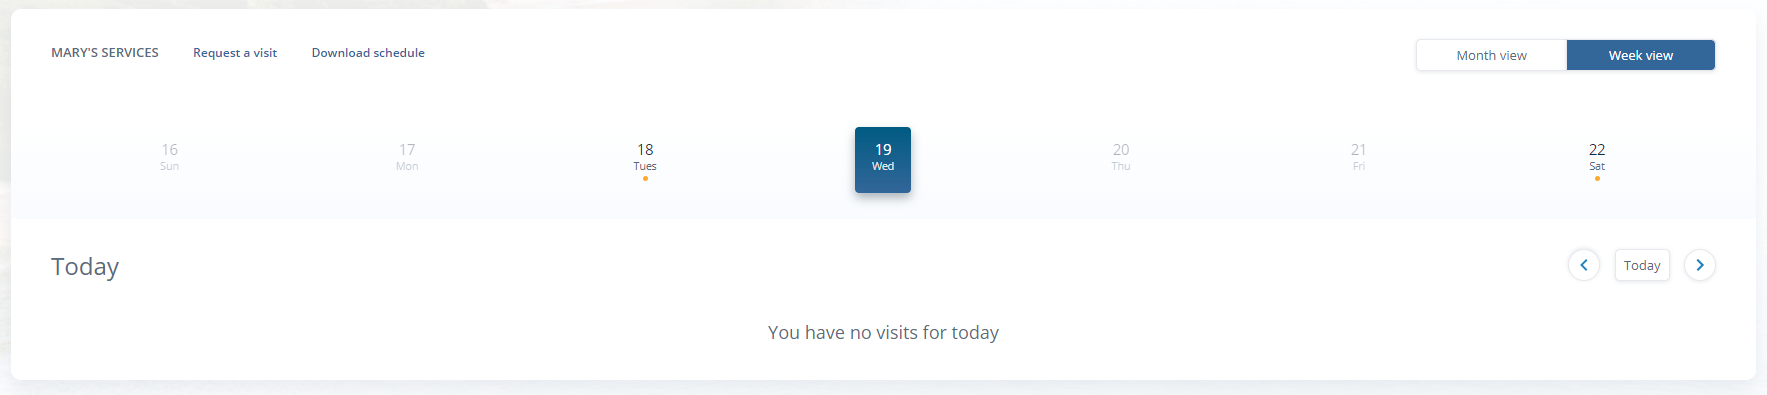 MARY'S SERVICES Request a visit Download schedule Month view Week view
16 17 18 19 20 21 22
Sun Mon Tues Wed Thu Fri Sat
Today Today
You have no visits for today